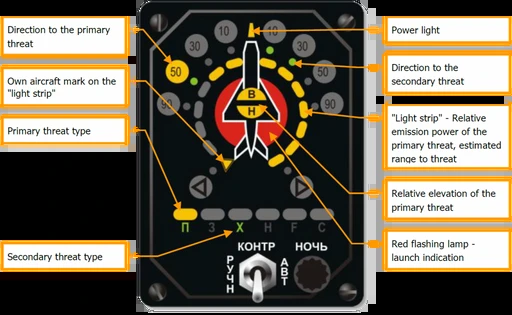 Direction to the primary
threat
Own aircraft mark on the
"light strip"
Primary threat type
Secondary threat type
10
10
30
30
50
50
90
90
В
Н
П
З
Х
Н
F
С
КОНТР
НОЧЬ
РУЧН
АВТ
Power light
Direction to the
secondary threat
"Light strip" - Relative
emission power of the
primary threat, estimated
range to threat
Relative elevation of the
primary threat
Red flashing lamp -
launch indication